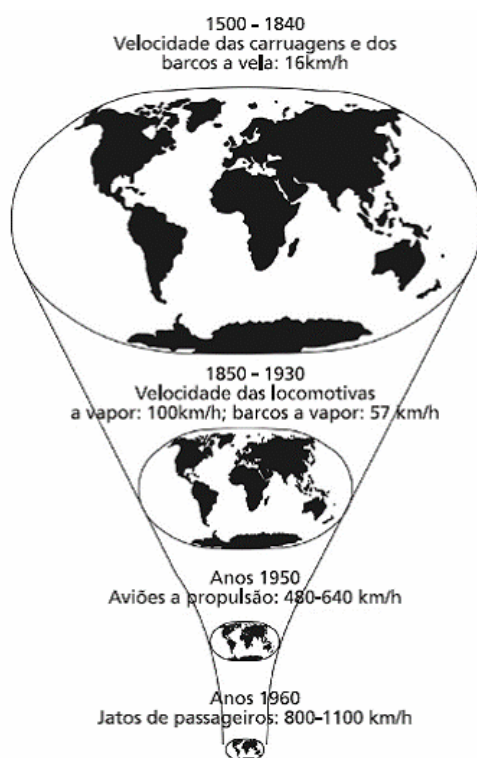 1500 – 1840
Velocidade das carruagens e dos
barcos a vela: 16km/h
1850 – 1930
Velocidade das locomotivas
a vapor: 100km/h; barcos a vapor: 57 km/h
Anos 1950
Aviões a propulsão: 480-640 km/h
Anos 1960
Jatos de passageiros: 800–1100 km/h